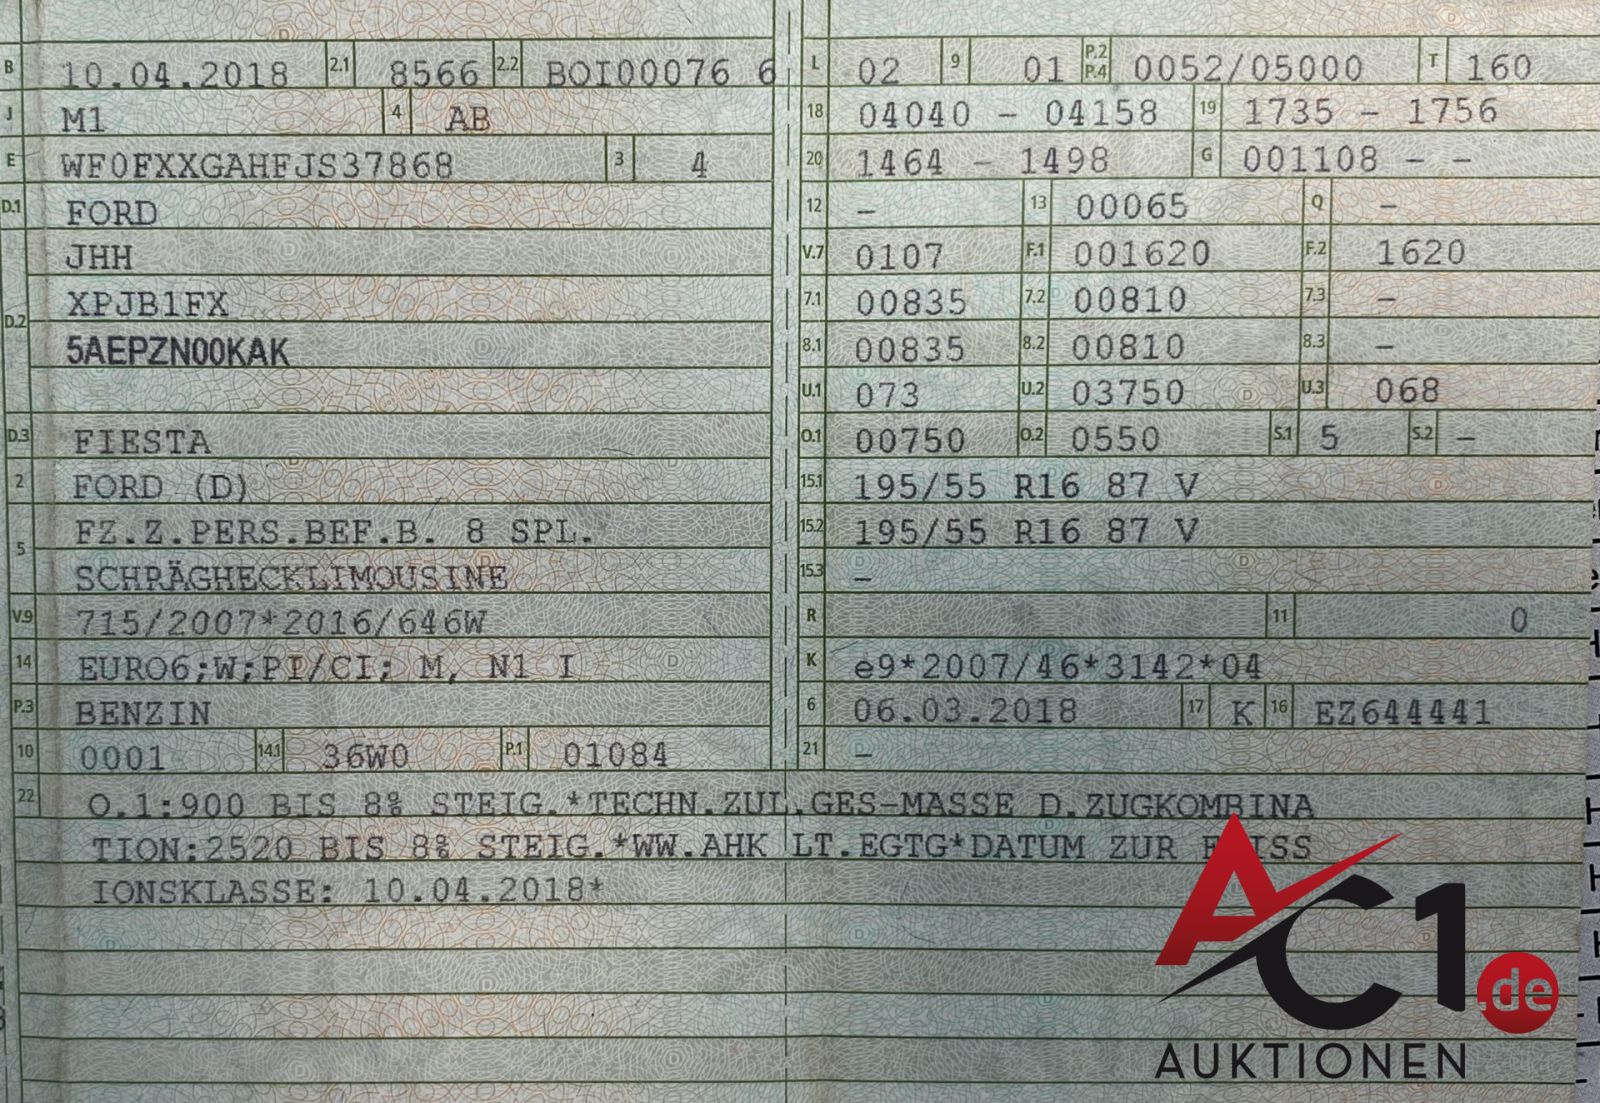 B 10.04.2018 2.1 8566 2.2 BOI00076 6
J M1 4 AB
E WF0FXXGAHFJS37868 3 4
D.1 FORD
JHH
D.2 XPJB1FX
5AEPZN00KAK
D.3 FIESTA
2 FORD (D)
5 FZ.Z.PERS.BEF.B. 8 SPL.
SCHRÄGHECKLIMOUSINE
V.9 715/2007*2016/646W
14 EURO6;W;PI/CI; M, N1 I
P.3 BENZIN
10 0001 14.1 36W0 P.1 01084
L 02 9 01 P.2 P.4 0052/05000 T 160
18 04040 - 04158 19 1735 - 1756
20 1464 - 1498 G 001108 - -
12 - 13 00065 Q -
V.7 0107 F.1 001620 F.2 1620
7.1 00835 7.2 00810 7.3 -
8.1 00835 8.2 00810 8.3 -
U.1 073 U.2 03750 U.3 068
O.1 00750 O.2 0550 S.1 5 S.2 -
15.1 195/55 R16 87 V
15.2 195/55 R16 87 V
15.3 -
R 11 0
K e9*2007/46*3142*04
6 06.03.2018 17 K 16 EZ644441
21 -
22 O.1:900 BIS 8% STEIG.*TECHN.ZUL.GES-MASSE D.ZUGKOMBINA
TION:2520 BIS 8% STEIG.*WW.AHK LT.EGTG*DATUM ZUR
IONSKLASSE: 10.04.2018*
AC1.de
AUKTIONEN